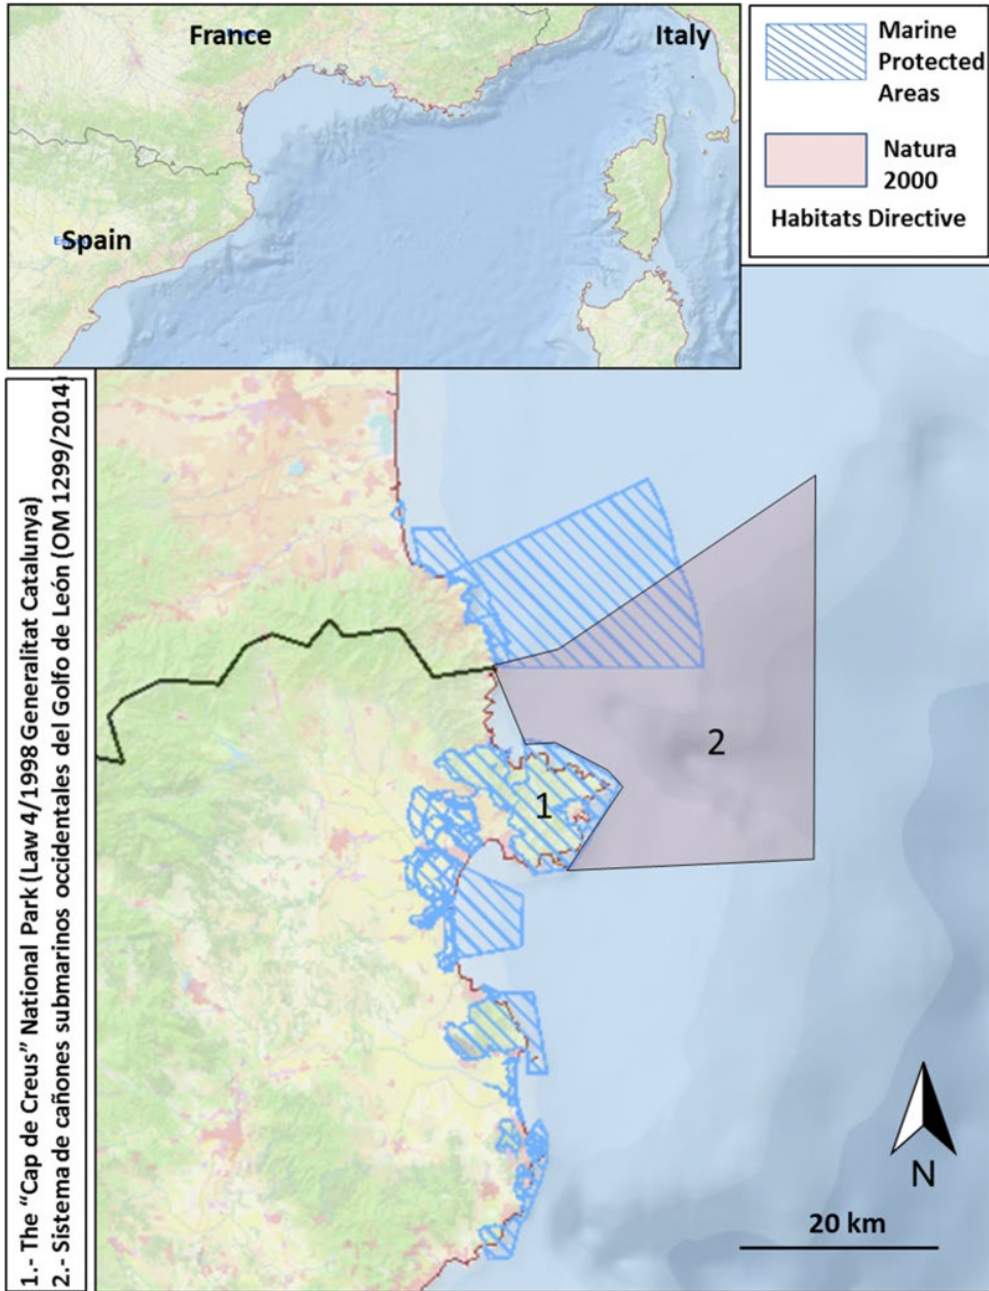 France
Italy
Spain
Marine
Protected
Areas
Natura
2000
Habitats Directive
1.- The “Cap de Creus” National Park (Law 4/1998 Generalitat Catalunya)
2.- Sistema de cañones submarinos occidentales del Golfo de León (OM 1299/2014)
2
1
N
20 km